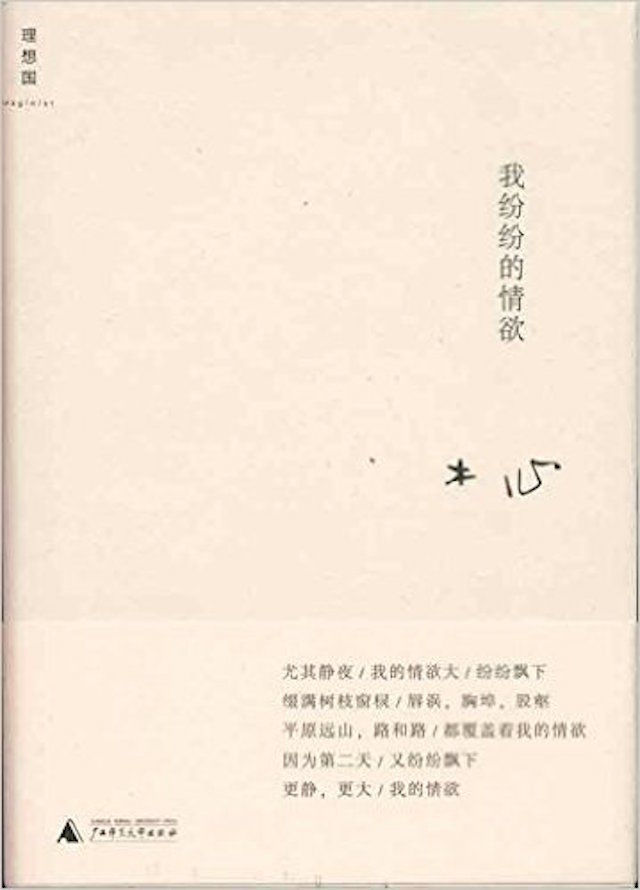 理想国
imaginist
我纷纷的情欲
木心
尤其静夜/我的情欲大/纷纷飘下
缀满树枝窗棂/唇涡，胸埠，股壑
平原远山，路和路/都覆盖着我的情欲
因为第二天/又纷纷飘下
更静，更大/我的情欲
广西师范大学出版社